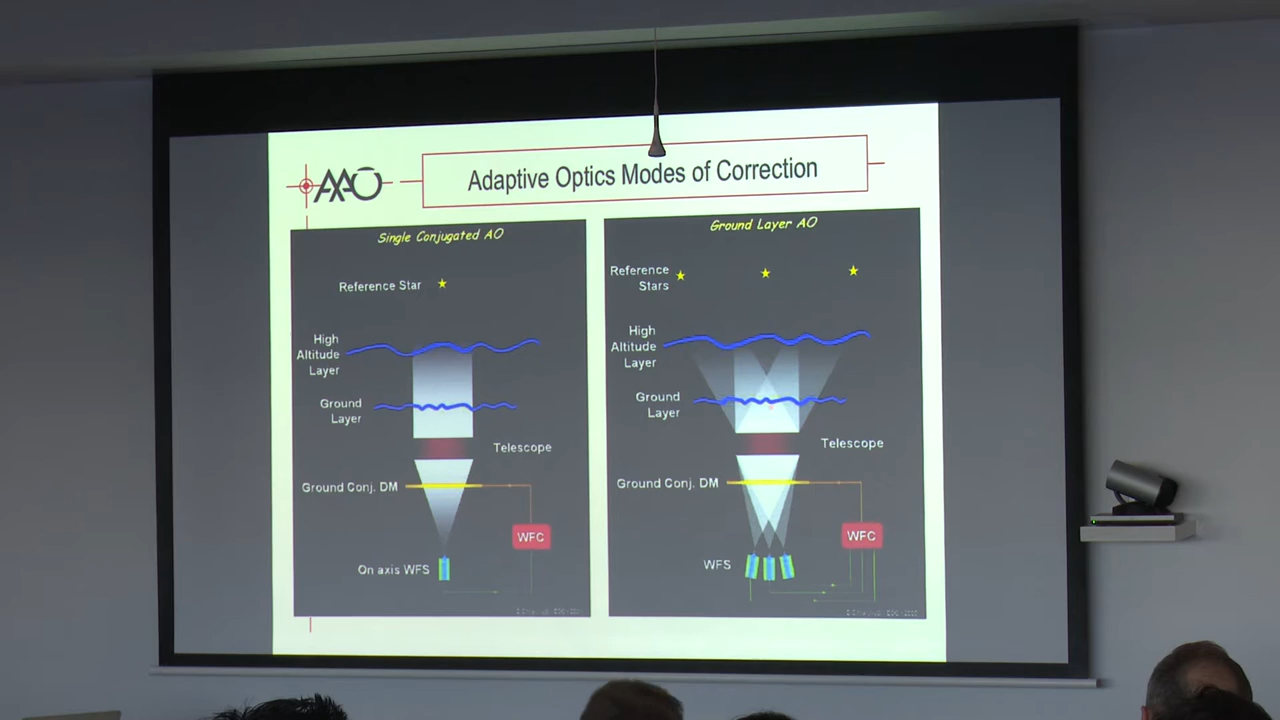 AAO
Adaptive Optics Modes of Correction
Single Conjugated AO
Reference Star
High
Altitude
Layer
Ground
Layer
Telescope
Ground Conj. DM
WFC
On axis WFS
Ground Layer AO
Reference
Stars
High
Altitude
Layer
Ground
Layer
Telescope
Ground Conj. DM
WFC
WFS